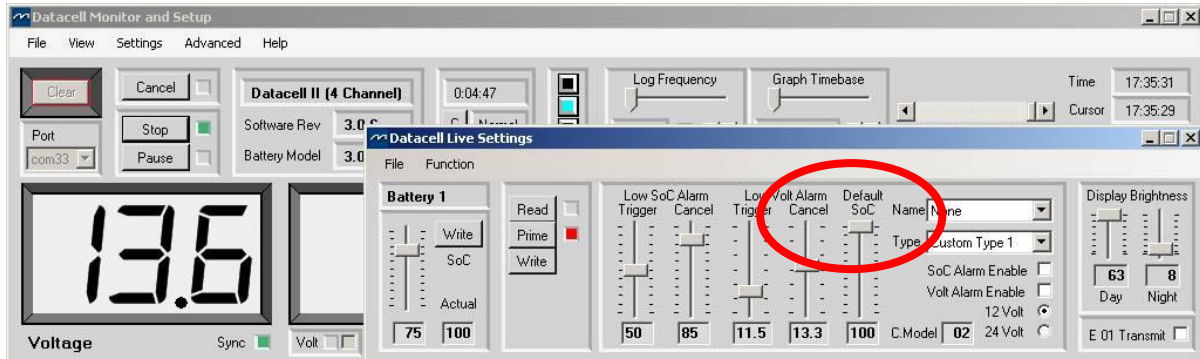 Datacell Monitor and Setup
File View Settings Advanced Help
Clear
Port
com33
Cancel
Stop
Pause
Datacell II (4 Channel)
Software Rev
Battery Model
0:04:47
Log Frequency
Graph Timebase
Time 17:35:31
Cursor 17:35:29
13.6
Voltage
Sync
Volt
Datacell Live Settings
File Function
Battery 1
Write
SoC
Actual
75 100
Read
Prime
Write
Low SoC Alarm
Trigger Cancel
50 85
Low Volt Alarm
Trigger Cancel
11.5 13.3
Default
SoC
100
Name None
Type Custom Type 1
SoC Alarm Enable
Volt Alarm Enable
12 Volt
C.Model 02 24 Volt
Display Brightness
63 8
Day Night
E 01 Transmit